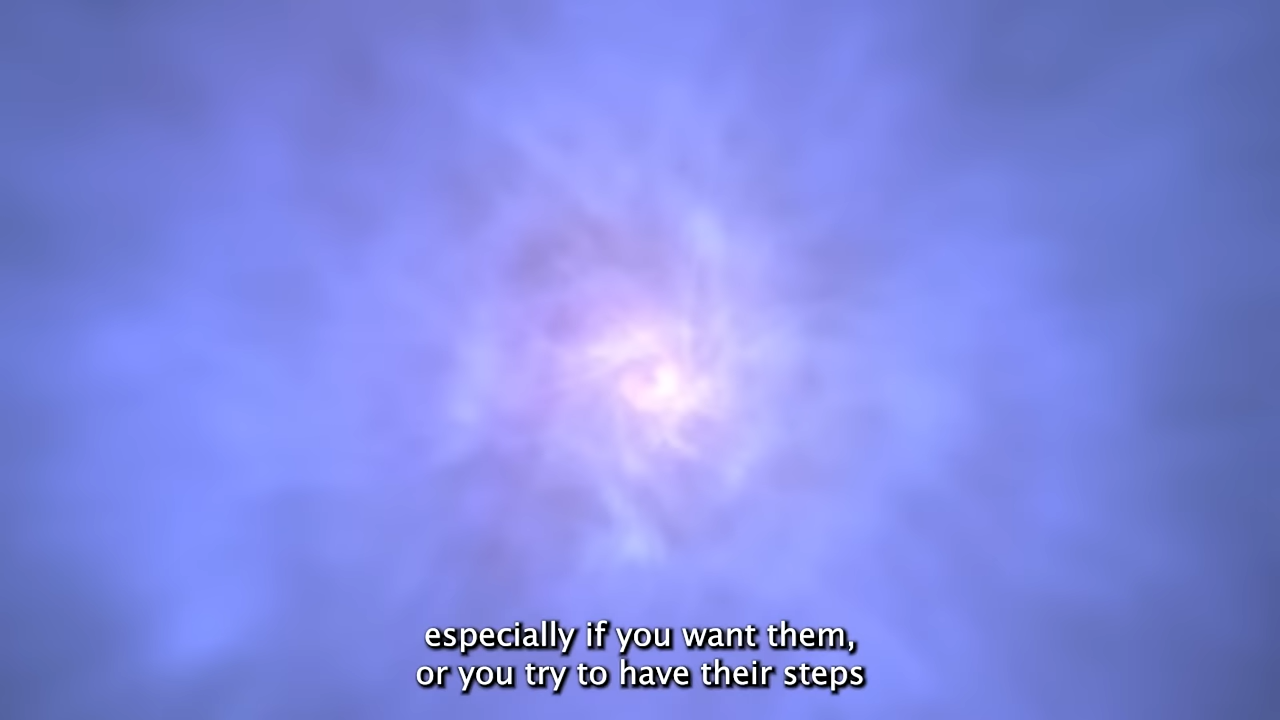 especially if you want them,
or you try to have their steps